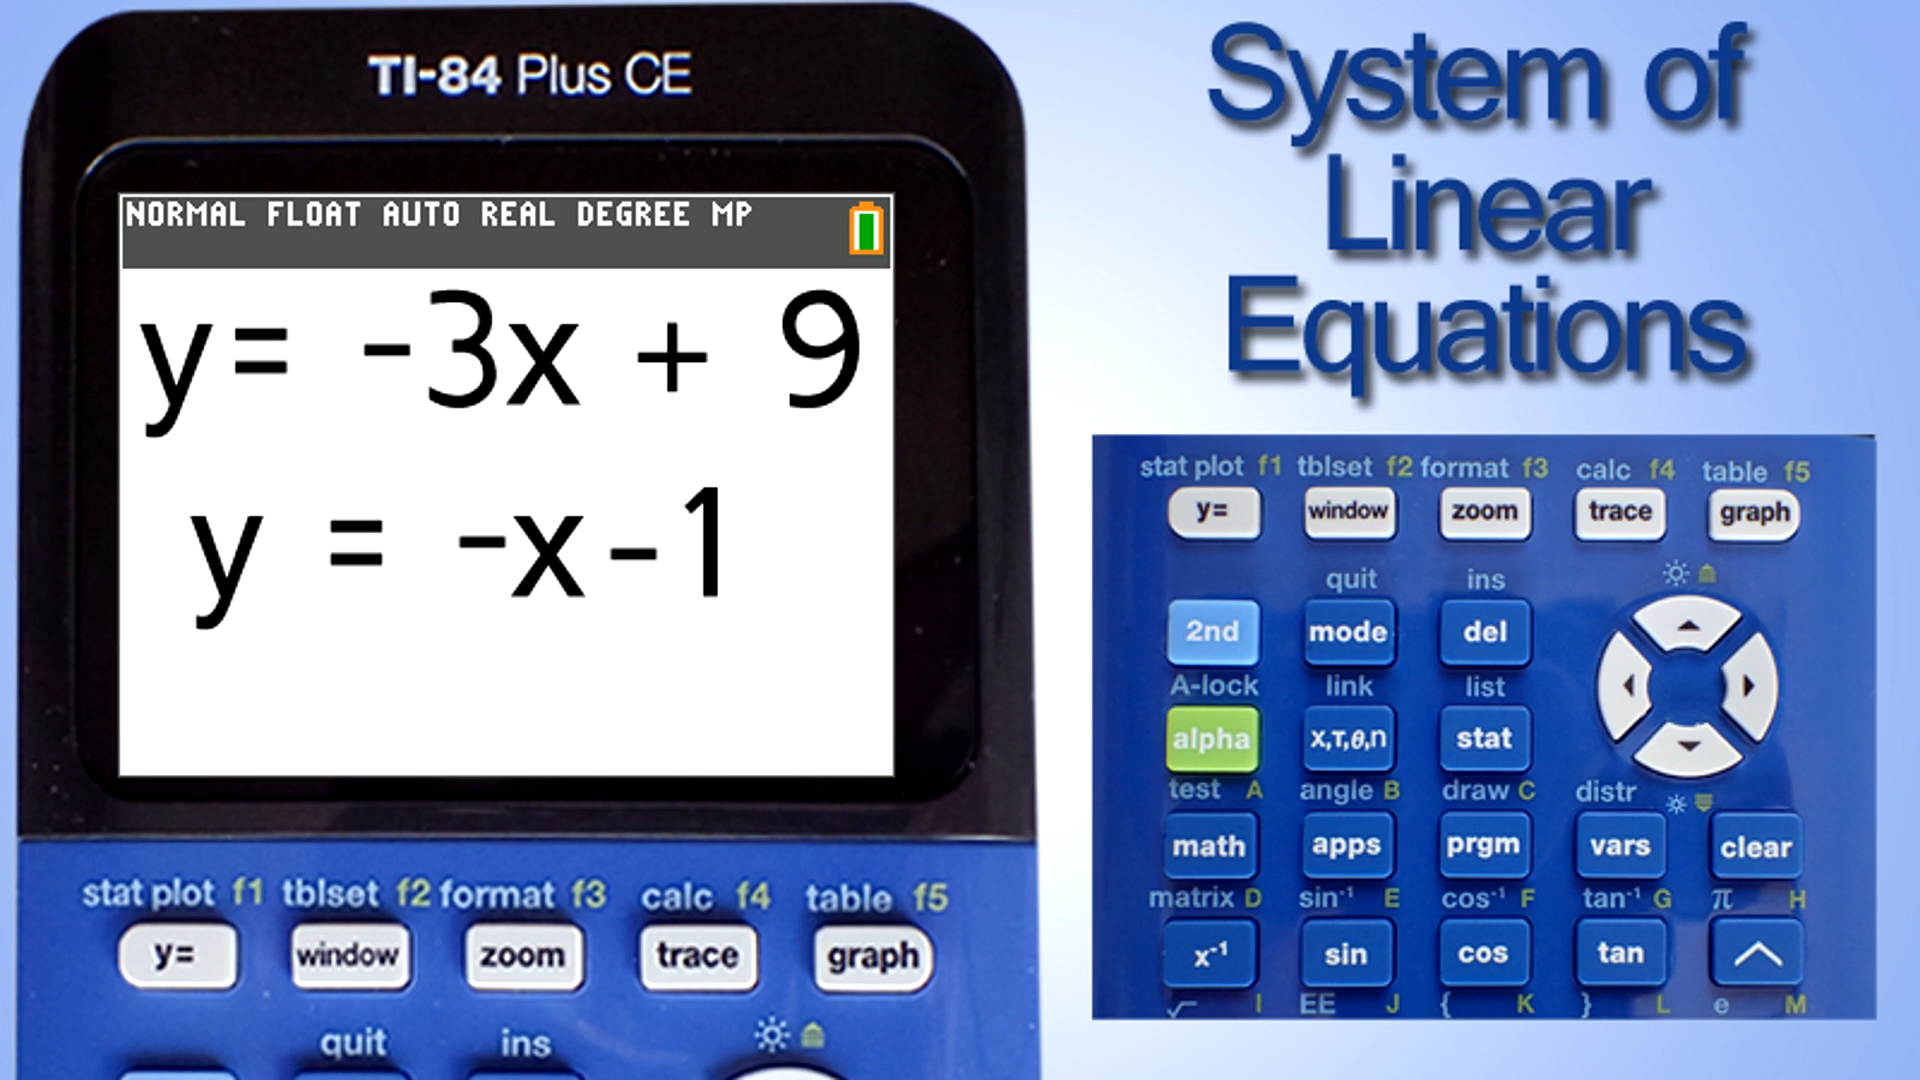 TI-84 Plus CE
NORMAL FLOAT AUTO REAL DEGREE MP
y= -3x + 9
y = -x-1
stat plot f1 tblset f2 format f3 calc f4 table f5
y= window zoom trace graph
quit ins
System of
Linear
Equations
stat plot f1 tblset f2 format f3 calc f4 table f5
y= window zoom trace graph
quit ins
2nd mode del
A-lock link list
alpha X,T,θ,n stat
test A angle B draw C distr
math apps prgm vars clear
matrix D sin⁻¹ E cos⁻¹ F tan⁻¹ G π H
x⁻¹ sin cos tan ^
√ I EE J { K } L e M